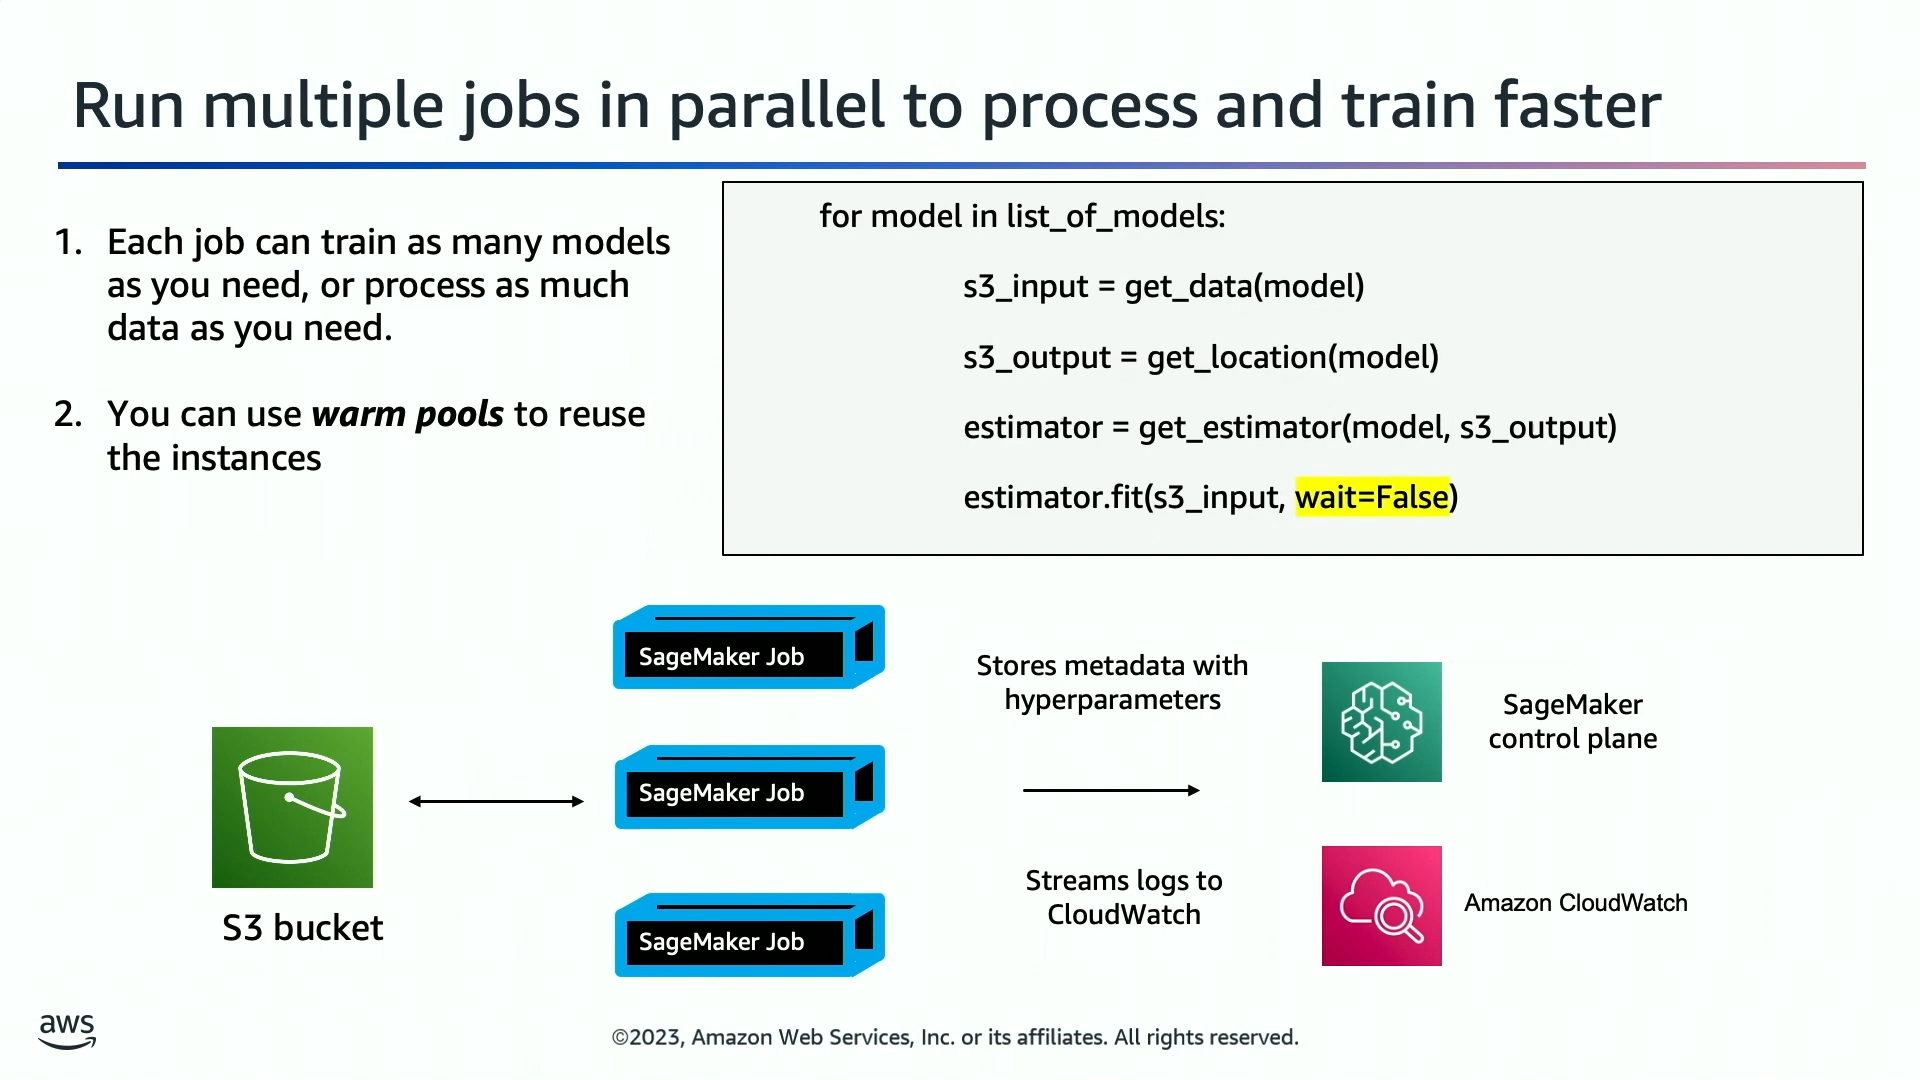 Run multiple jobs in parallel to process and train faster
1. Each job can train as many models
as you need, or process as much
data as you need.
2. You can use warm pools to reuse
the instances
for model in list_of_models:
s3_input = get_data(model)
s3_output = get_location(model)
estimator = get_estimator(model, s3_output)
estimator.fit(s3_input, wait=False)
S3 bucket
SageMaker Job
SageMaker Job
SageMaker Job
Stores metadata with
hyperparameters
Streams logs to
CloudWatch
SageMaker
control plane
Amazon CloudWatch
aws
©2023, Amazon Web Services, Inc. or its affiliates. All rights reserved.